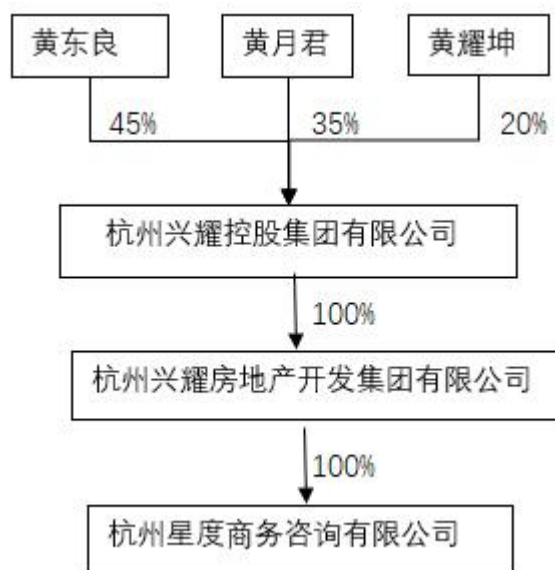 黄东良 黄月君 黄耀坤
45% 35% 20%
杭州兴耀控股集团有限公司
100%
杭州兴耀房地产开发集团有限公司
100%
杭州星度商务咨询有限公司